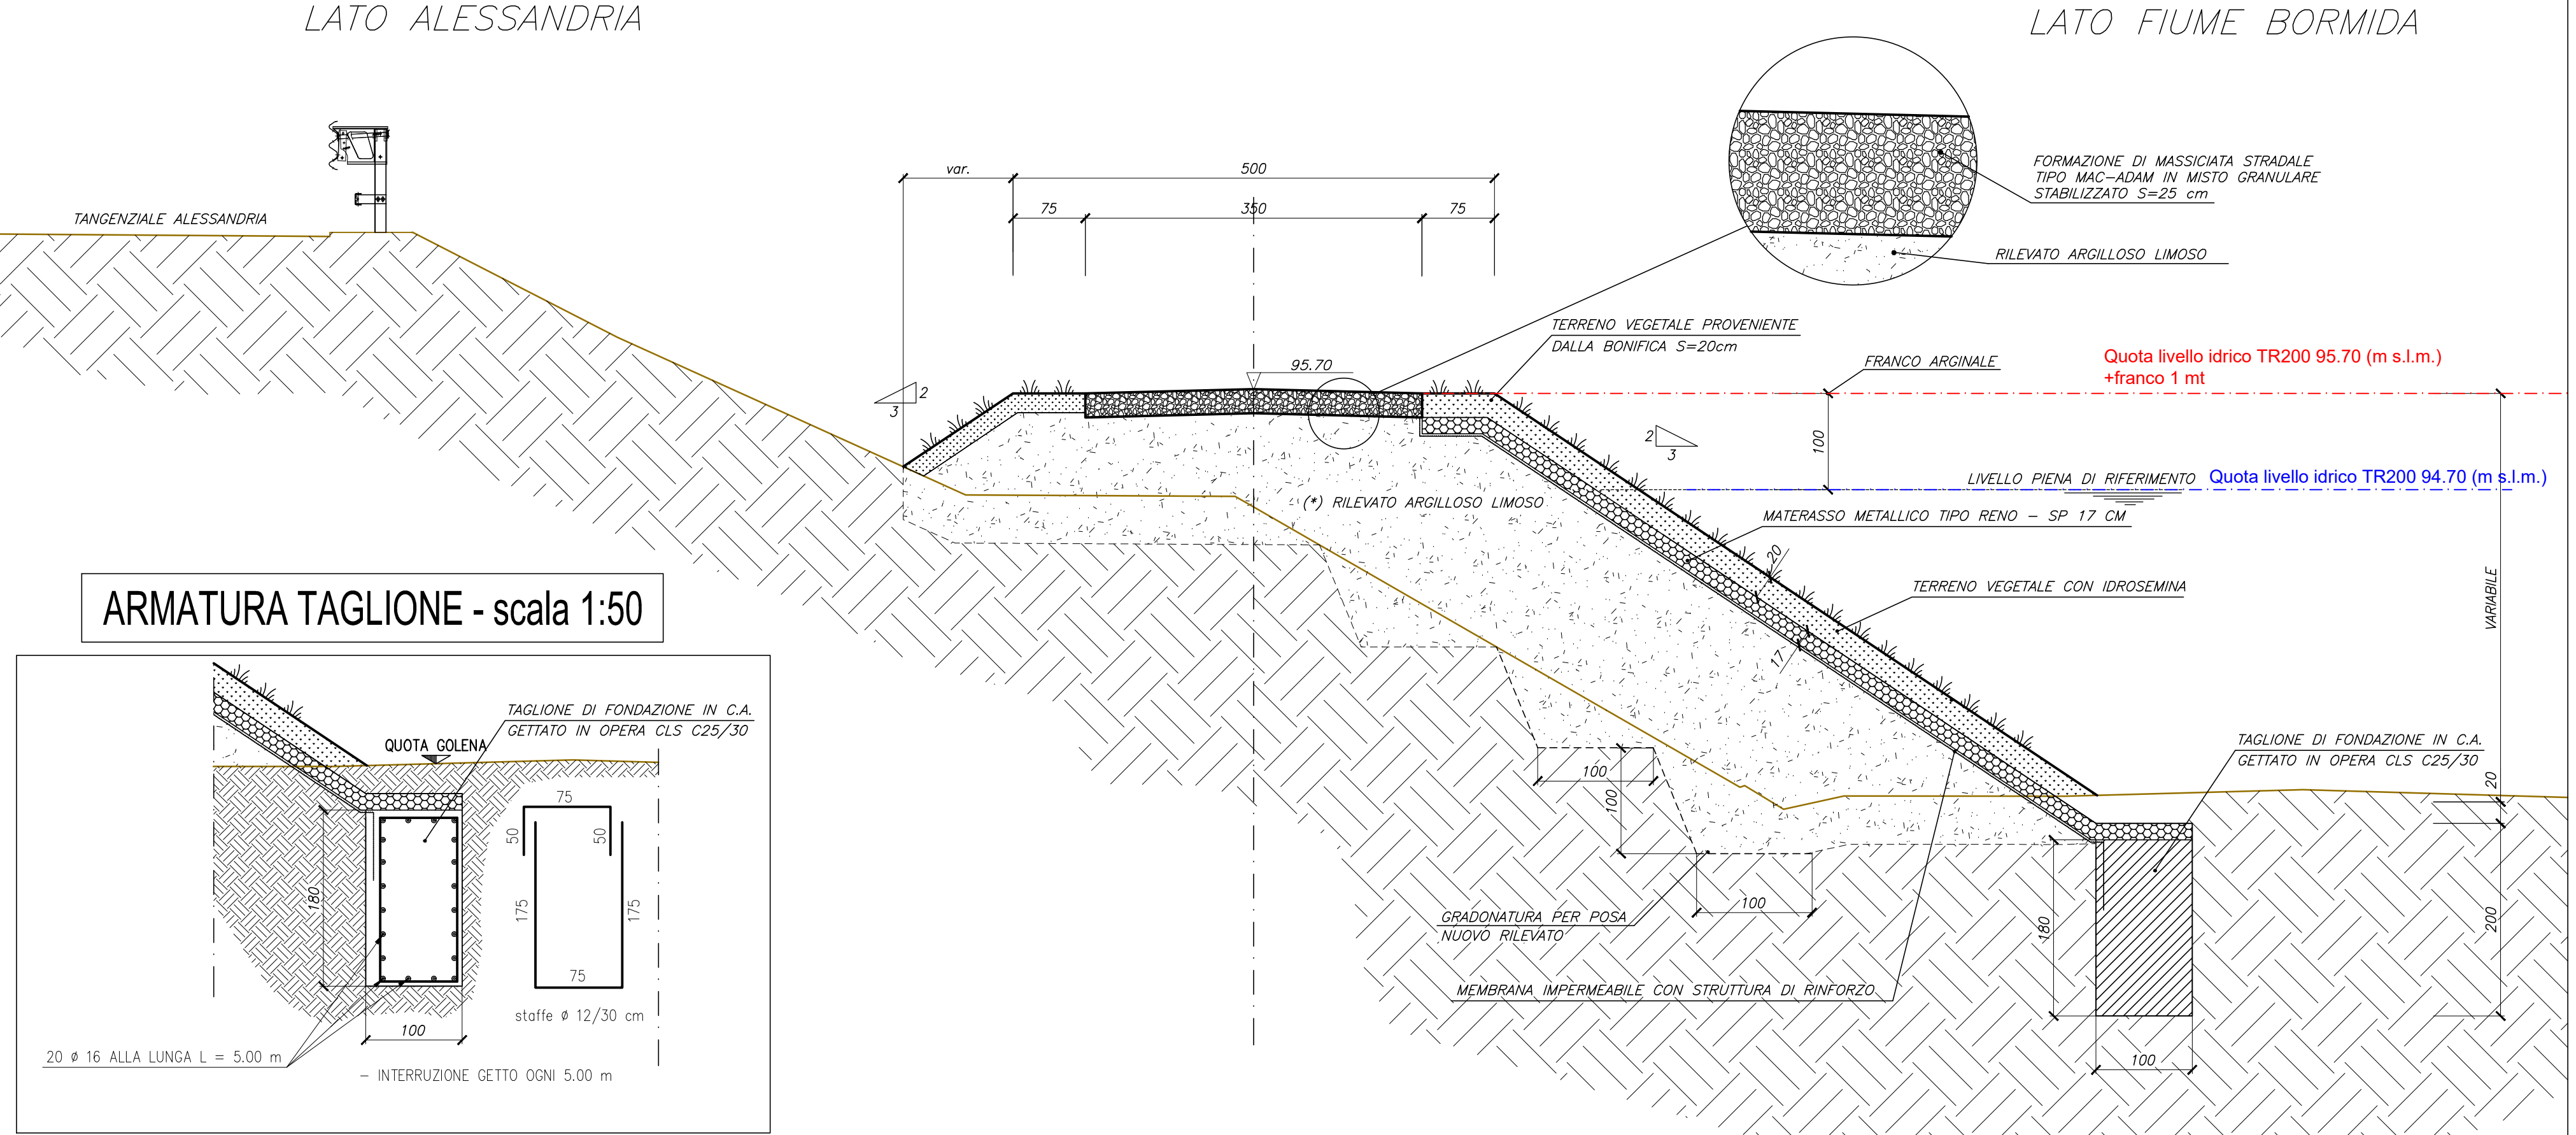 LATO ALESSANDRIA
LATO FIUME BORMIDA
TANGENZIALE ALESSANDRIA
var.
500
75
350
75
FORMAZIONE DI MASSICIATA STRADALE
TIPO MAC-ADAM IN MISTO GRANULARE
STABILIZZATO S=25 cm
RILEVATO ARGILLOSO LIMOSO
TERRENO VEGETALE PROVENIENTE
DALLA BONIFICA S=20cm
FRANCO ARGINALE
Quota livello idrico TR200 95.70 (m s.l.m.)
+franco 1 mt
95.70
2
3
2
3
100
LIVELLO PIENA DI RIFERIMENTO
Quota livello idrico TR200 94.70 (m s.l.m.)
(*) RILEVATO ARGILLOSO LIMOSO
MATERASSO METALLICO TIPO RENO - SP 17 CM
20
17
TERRENO VEGETALE CON IDROSEMINA
VARIABILE
TAGLIONE DI FONDAZIONE IN C.A.
GETTATO IN OPERA CLS C25/30
20
200
180
100
100
100
100
GRADONATURA PER POSA
NUOVO RILEVATO
MEMBRANA IMPERMEABILE CON STRUTTURA DI RINFORZO
ARMATURA TAGLIONE - scala 1:50
TAGLIONE DI FONDAZIONE IN C.A.
GETTATO IN OPERA CLS C25/30
QUOTA GOLENA
75
50
50
180
175
175
75
staffe ø 12/30 cm
100
20 ø 16 ALLA LUNGA L = 5.00 m
- INTERRUZIONE GETTO OGNI 5.00 m